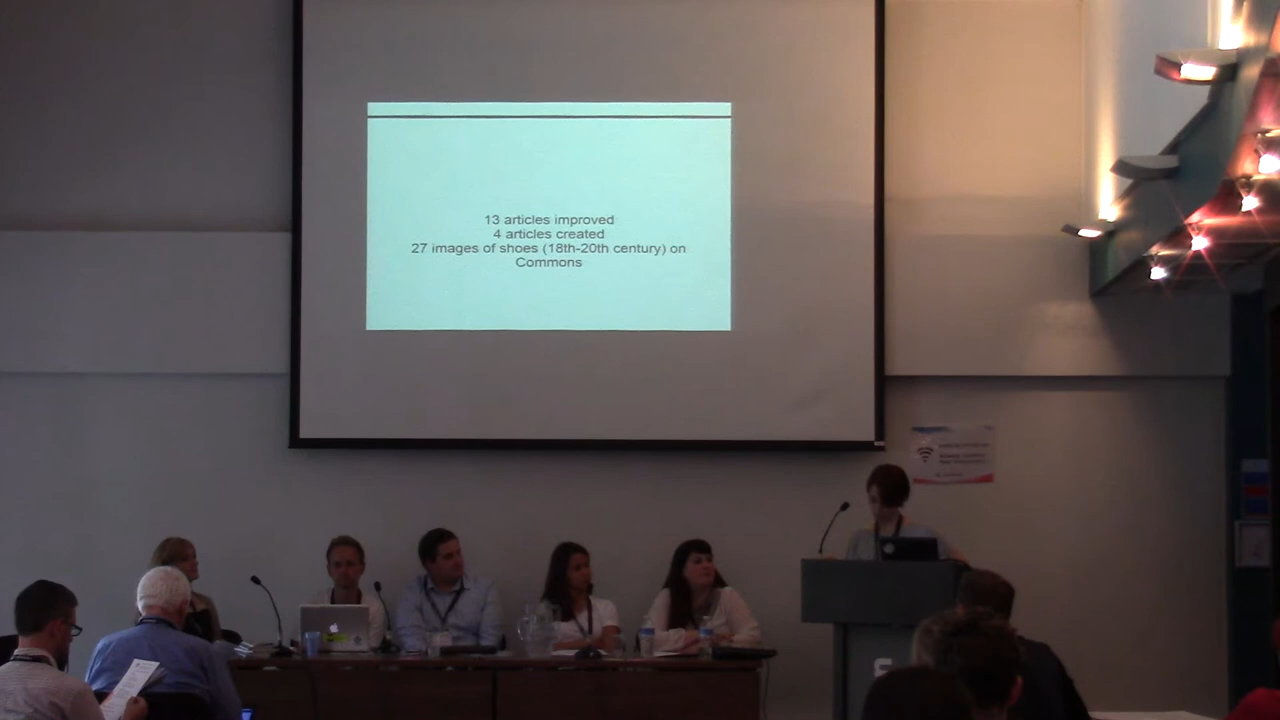 13 articles improved
4 articles created
27 images of shoes (18th-20th century) on
Commons